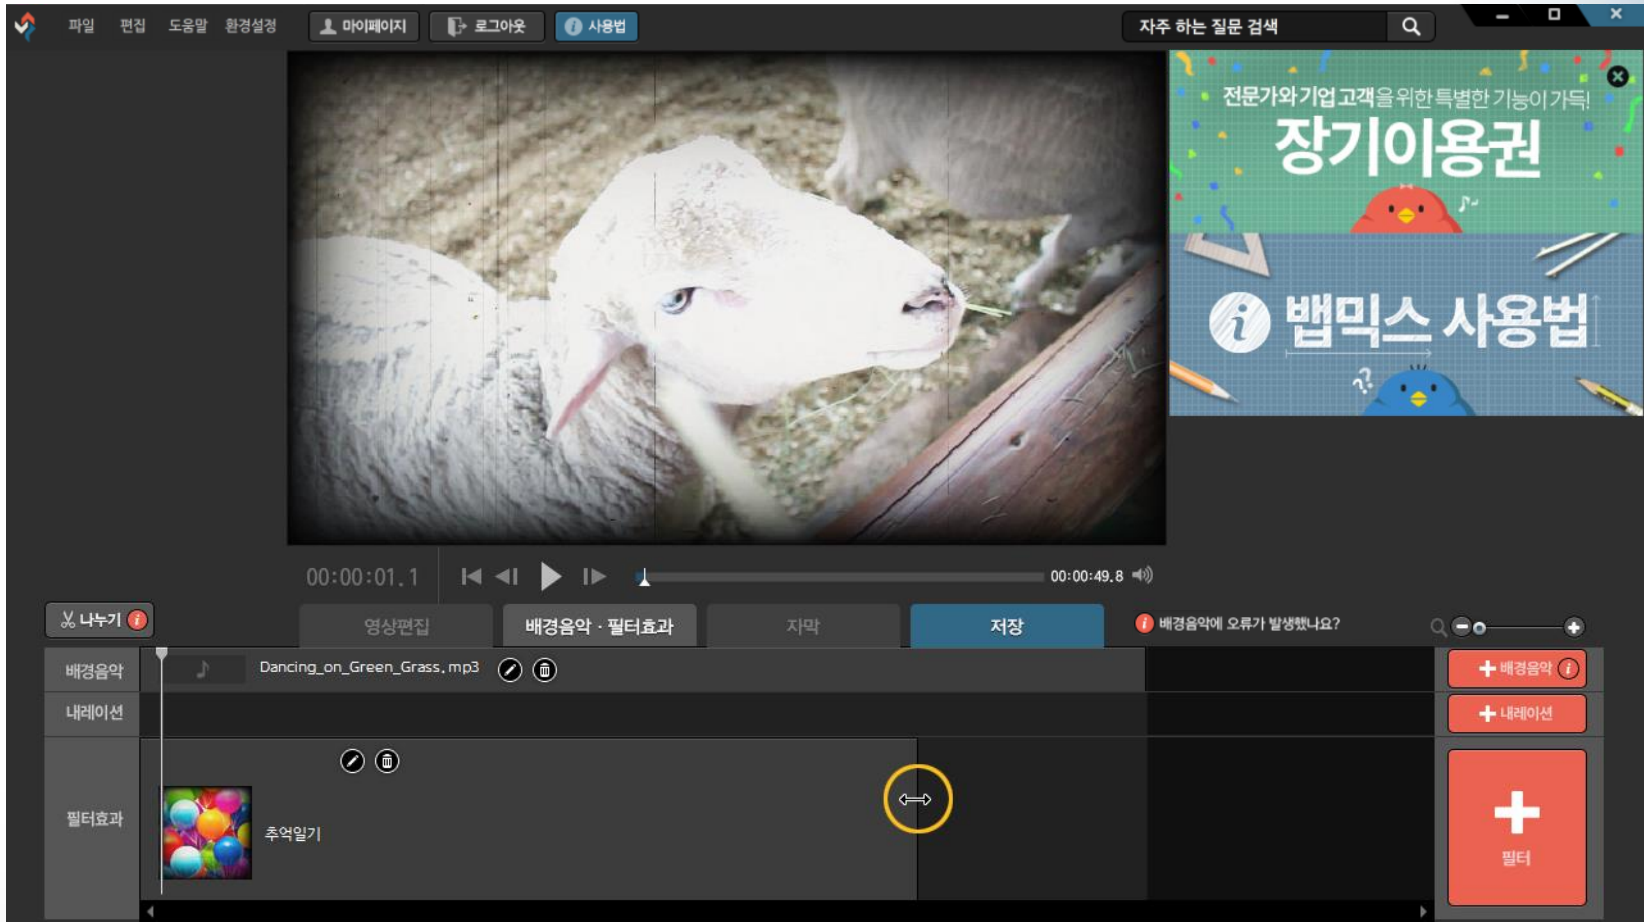 파일 편집 도움말 환경설정 마이페이지 로그아웃 i 사용법 자주 하는 질문 검색
전문가와 기업 고객을 위한 특별한 기능이 가득!
장기이용권
i 뱁믹스 사용법
??
00:00:01.1 00:00:49.8
나누기 i 영상편집 배경음악 · 필터효과 자막 저장 i 배경음악에 오류가 발생했나요?
배경음악 Dancing_on_Green_Grass.mp3 + 배경음악 i
내레이션 + 내레이션
필터효과 추억일기 + 필터